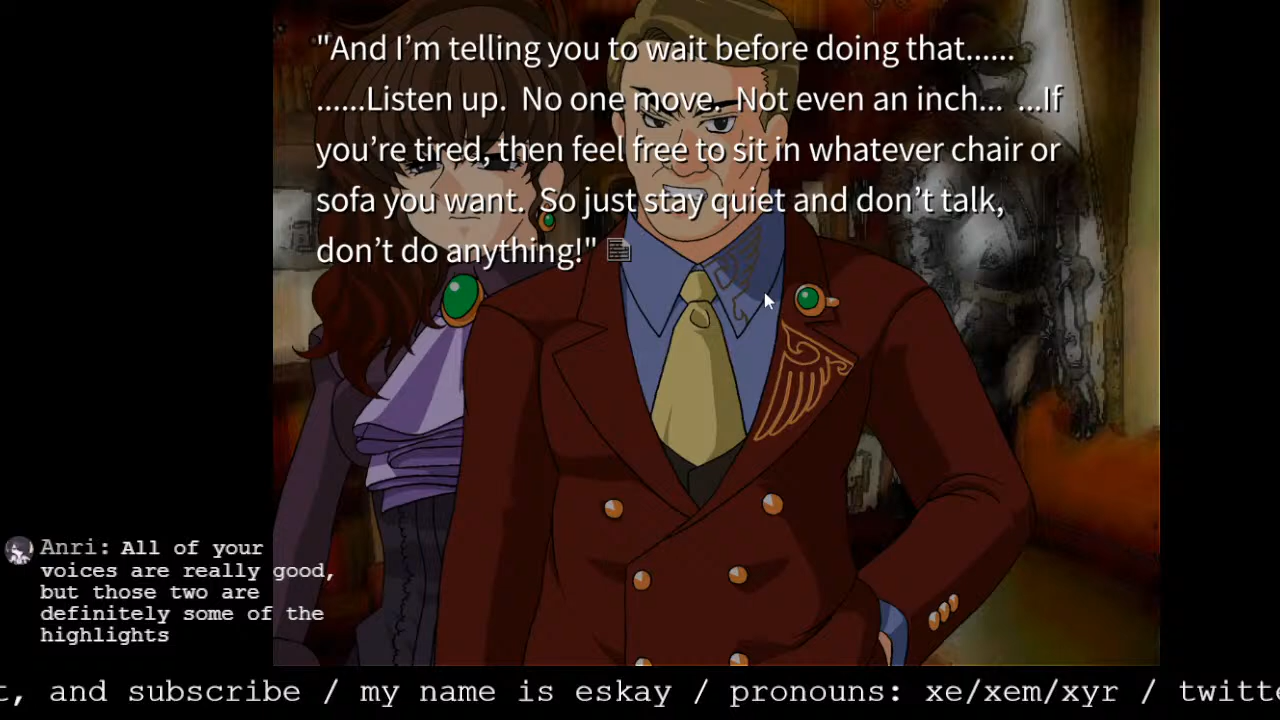 "And I’m telling you to wait before doing that......
......Listen up.  No one move.  Not even an inch...  ...If
you’re tired, then feel free to sit in whatever chair or
sofa you want.  So just stay quiet and don’t talk,
don’t do anything!"
Anri: All of your
voices are really good,
but those two are
definitely some of the
highlights
t, and subscribe / my name is eskay / pronouns: xe/xem/xyr / twitte